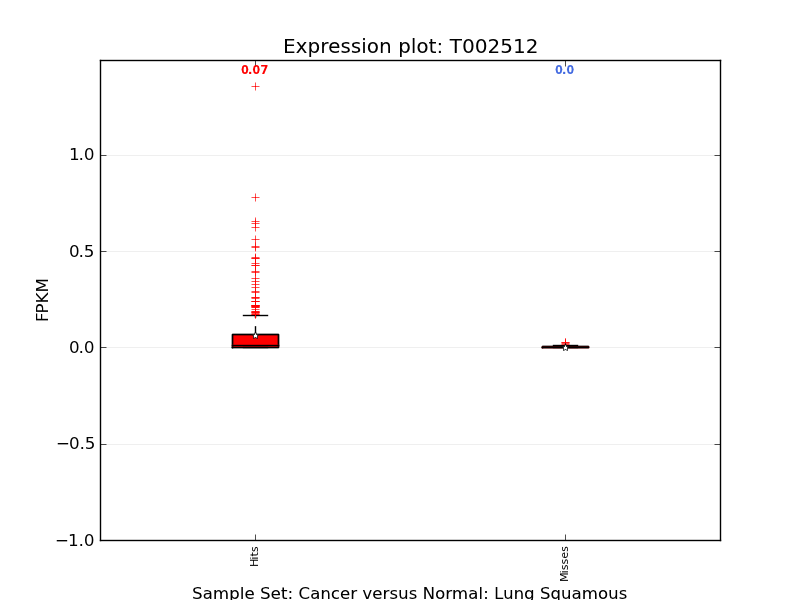 Expression plot: T002512
0.07
0.0
1.0
0.5
0.0
−0.5
−1.0
FPKM
Hits
Misses
Sample Set: Cancer versus Normal: Lung Squamous